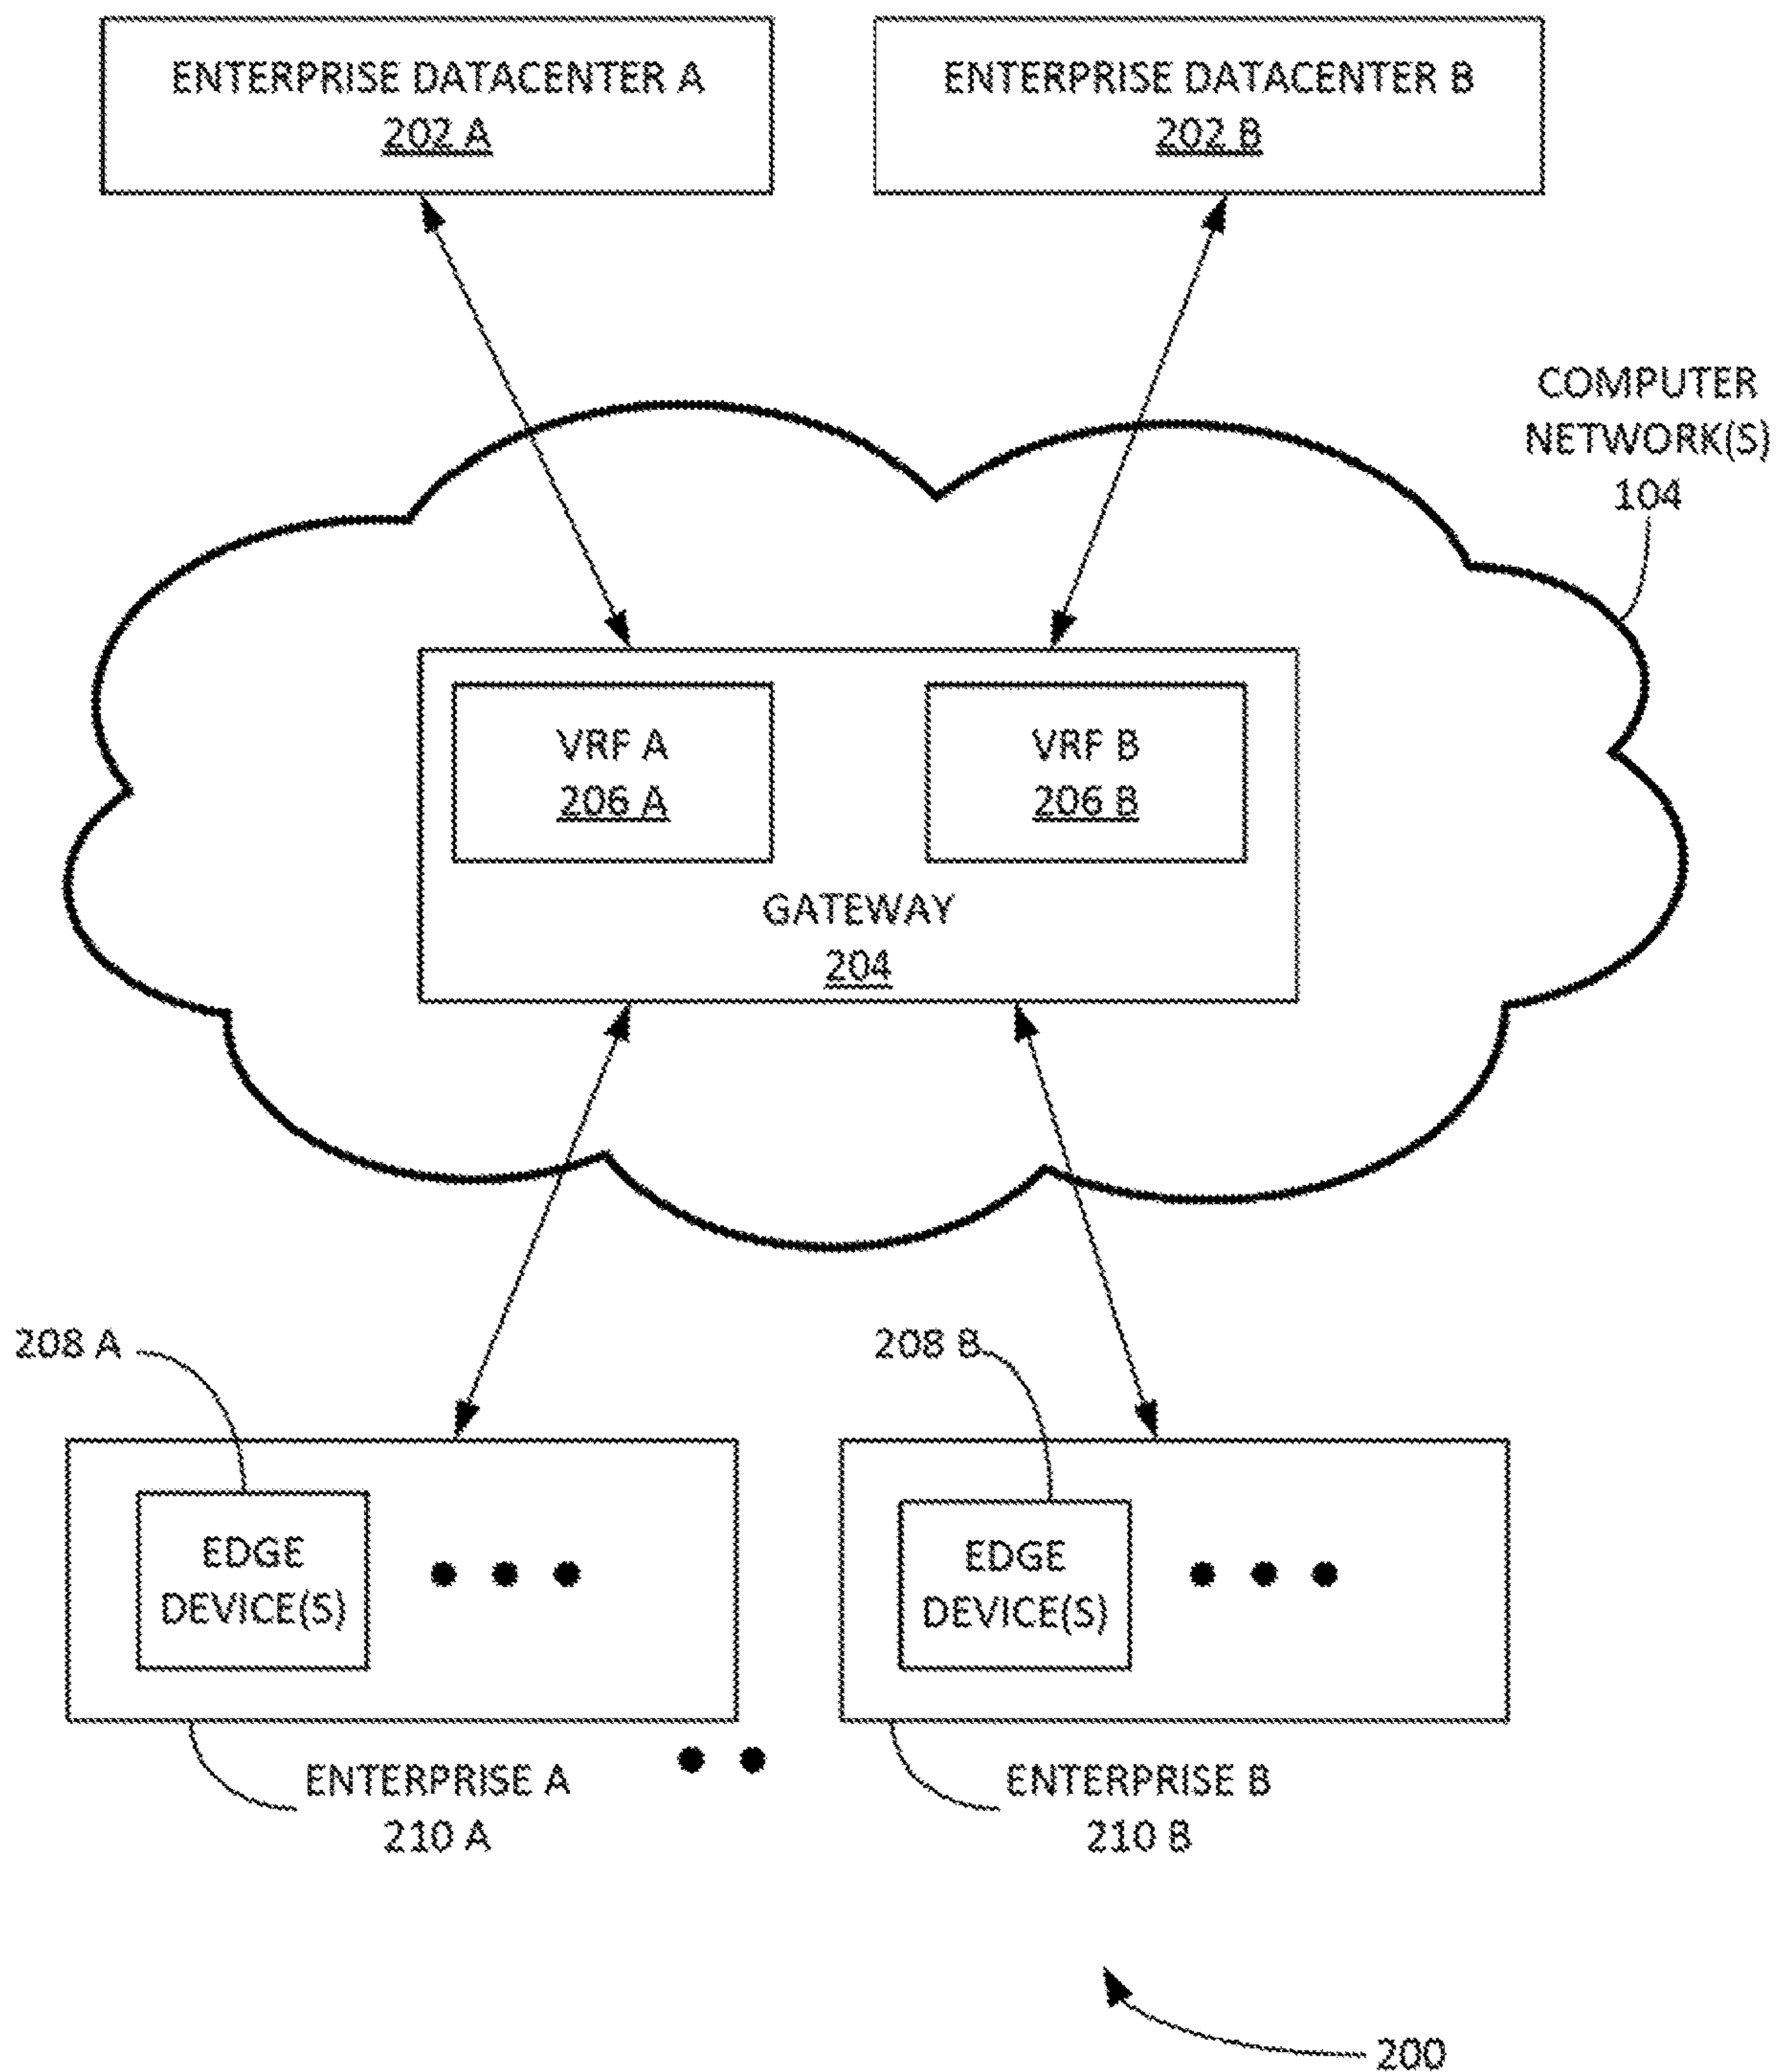 ENTERPRISE DATACENTER A
202 A
ENTERPRISE DATACENTER B
202 B
COMPUTER
NETWORK(S)
104
VRF A
206 A
VRF B
206 B
GATEWAY
204
208 A
208 B
EDGE
DEVICE(S)
EDGE
DEVICE(S)
ENTERPRISE A
210 A
ENTERPRISE B
210 B
200